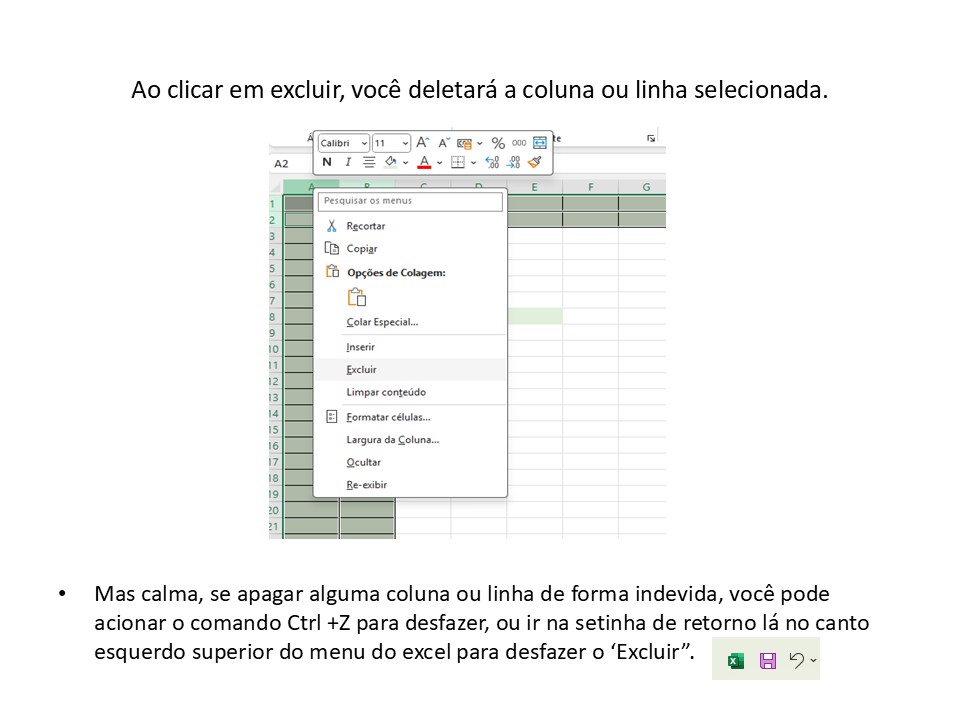 Ao clicar em excluir, você deletará a coluna ou linha selecionada.
Calibri 11 A A % 000
N I A
A2
A B C D E F G
1
2
3
4
5
6
7
8
9
10
11
12
13
14
15
16
17
18
19
20
21
Pesquisar os menus
Recortar
Copiar
Opções de Colagem:
Colar Especial...
Inserir
Excluir
Limpar conteúdo
Formatar células...
Largura da Coluna...
Ocultar
Re-exibir
• Mas calma, se apagar alguma coluna ou linha de forma indevida, você pode
acionar o comando Ctrl +Z para desfazer, ou ir na setinha de retorno lá no canto
esquerdo superior do menu do excel para desfazer o ‘Excluir”.